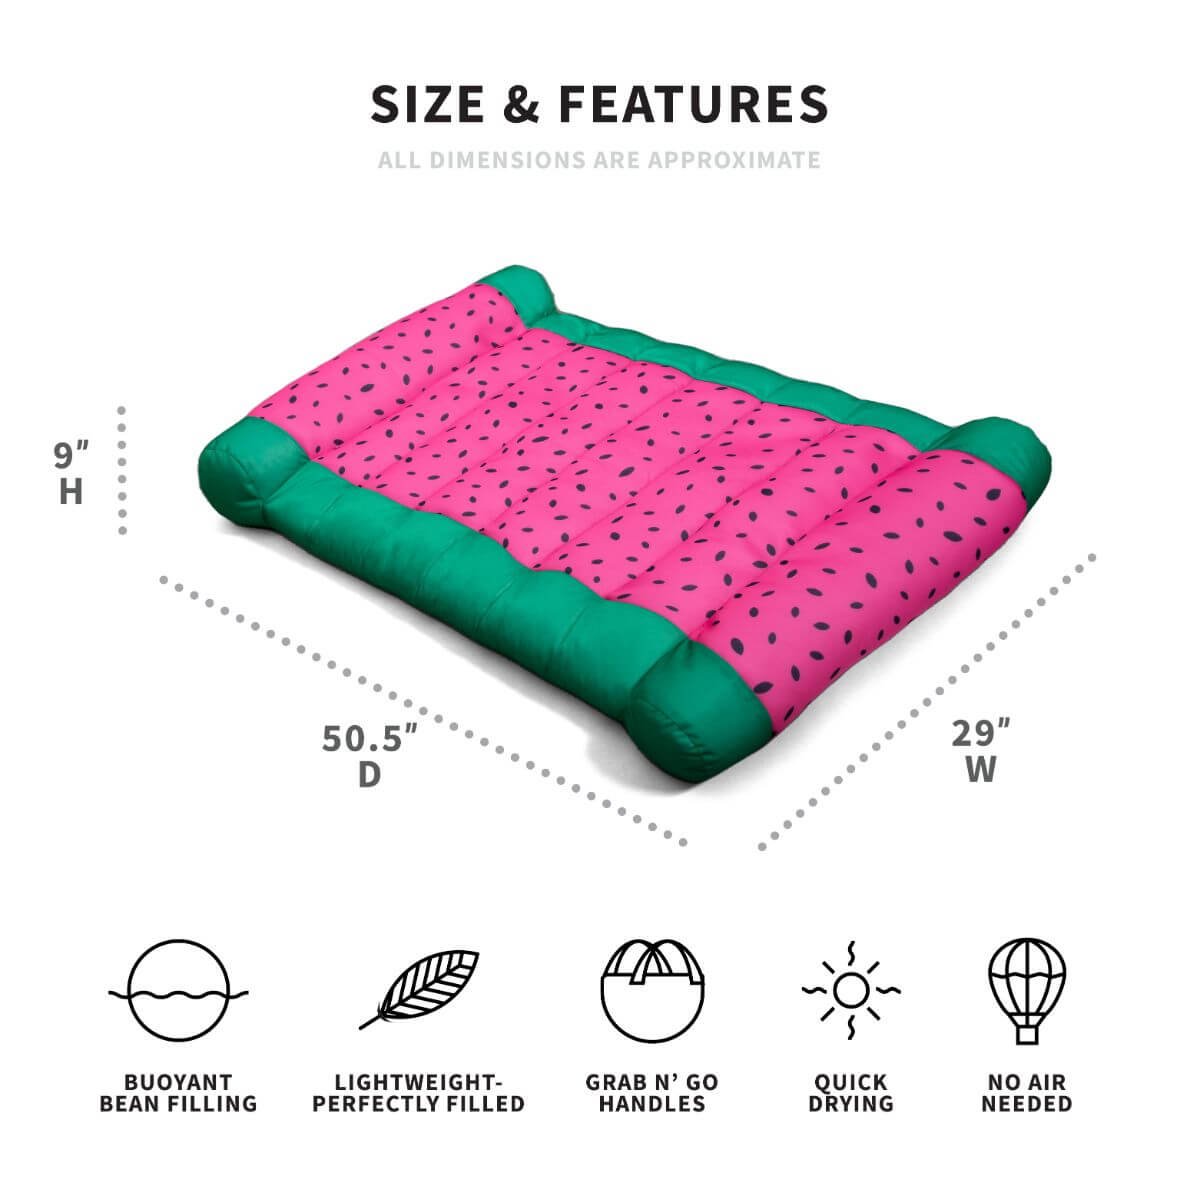 SIZE & FEATURES
ALL DIMENSIONS ARE APPROXIMATE
9"
H
50.5"
D
29"
W
BUOYANT
BEAN FILLING
LIGHTWEIGHT-
PERFECTLY FILLED
GRAB N’ GO
HANDLES
QUICK
DRYING
NO AIR
NEEDED